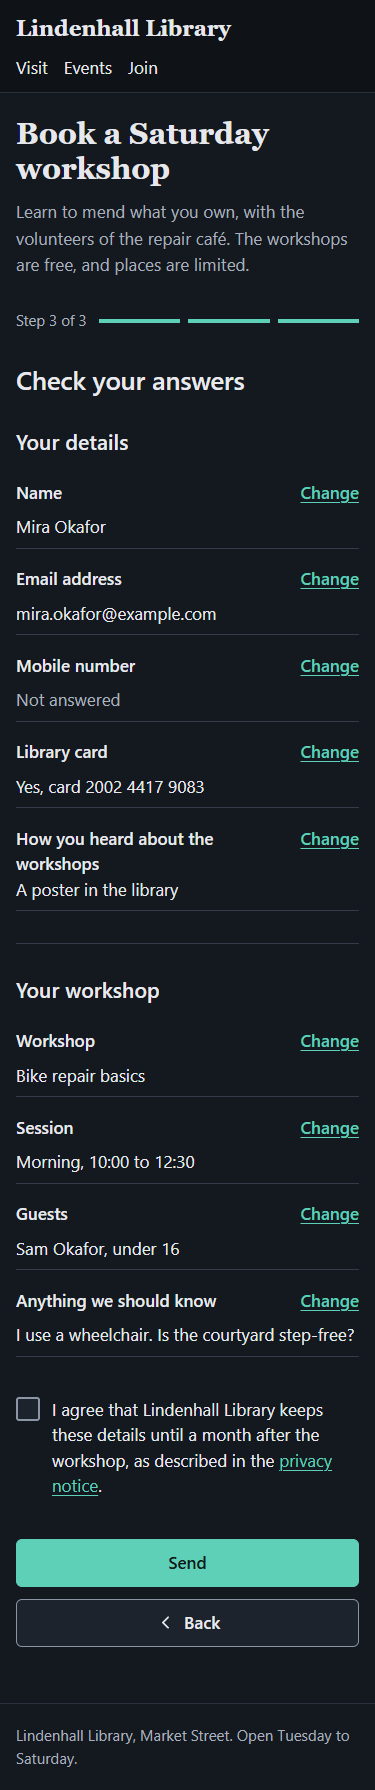 Lindenhall Library
Visit Events Join
Book a Saturday
workshop
Learn to mend what you own, with the
volunteers of the repair café. The workshops
are free, and places are limited.
Step 3 of 3
Check your answers
Your details
Name Change
Mira Okafor
Email address Change
mira.okafor@example.com
Mobile number Change
Not answered
Library card Change
Yes, card 2002 4417 9083
How you heard about the Change
workshops
A poster in the library
Your workshop
Workshop Change
Bike repair basics
Session Change
Morning, 10:00 to 12:30
Guests Change
Sam Okafor, under 16
Anything we should know Change
I use a wheelchair. Is the courtyard step-free?
I agree that Lindenhall Library keeps
these details until a month after the
workshop, as described in the privacy
notice.
Send
Back
Lindenhall Library, Market Street. Open Tuesday to
Saturday.